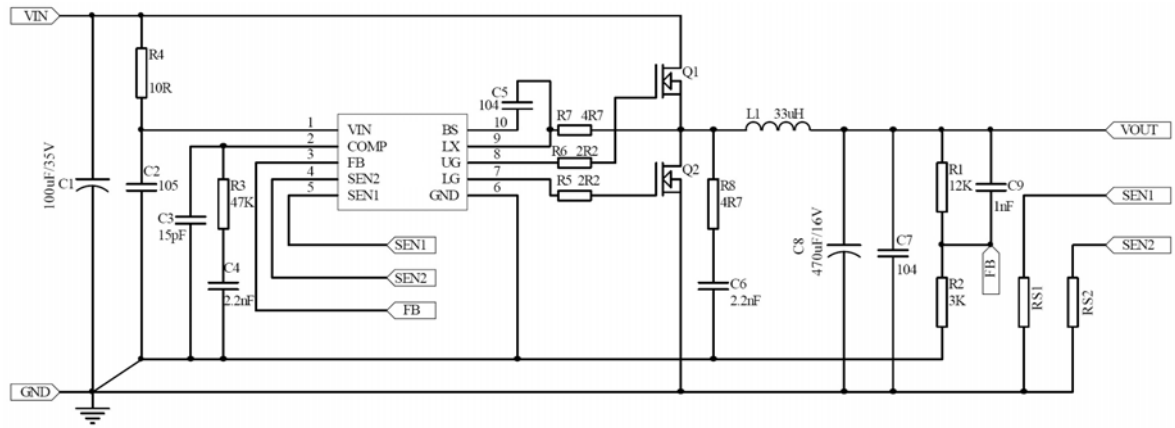 VIN
R4
10R
C1
100uF/35V
C2
105
C3
15pF
R3
47K
C4
2.2nF
1
2
3
4
5
VIN
COMP
FB
SEN2
SEN1
BS
LX
UG
LG
GND
10
9
8
7
6
SEN1
SEN2
FB
C5
104
R7 4R7
R6 2R2
R5 2R2
Q1
Q2
R8
4R7
C6
2.2nF
L1 33uH
C8
470uF/16V
C7
104
R1
12K
C9
1nF
FB
R2
3K
RS1
RS2
VOUT
SEN1
SEN2
GND